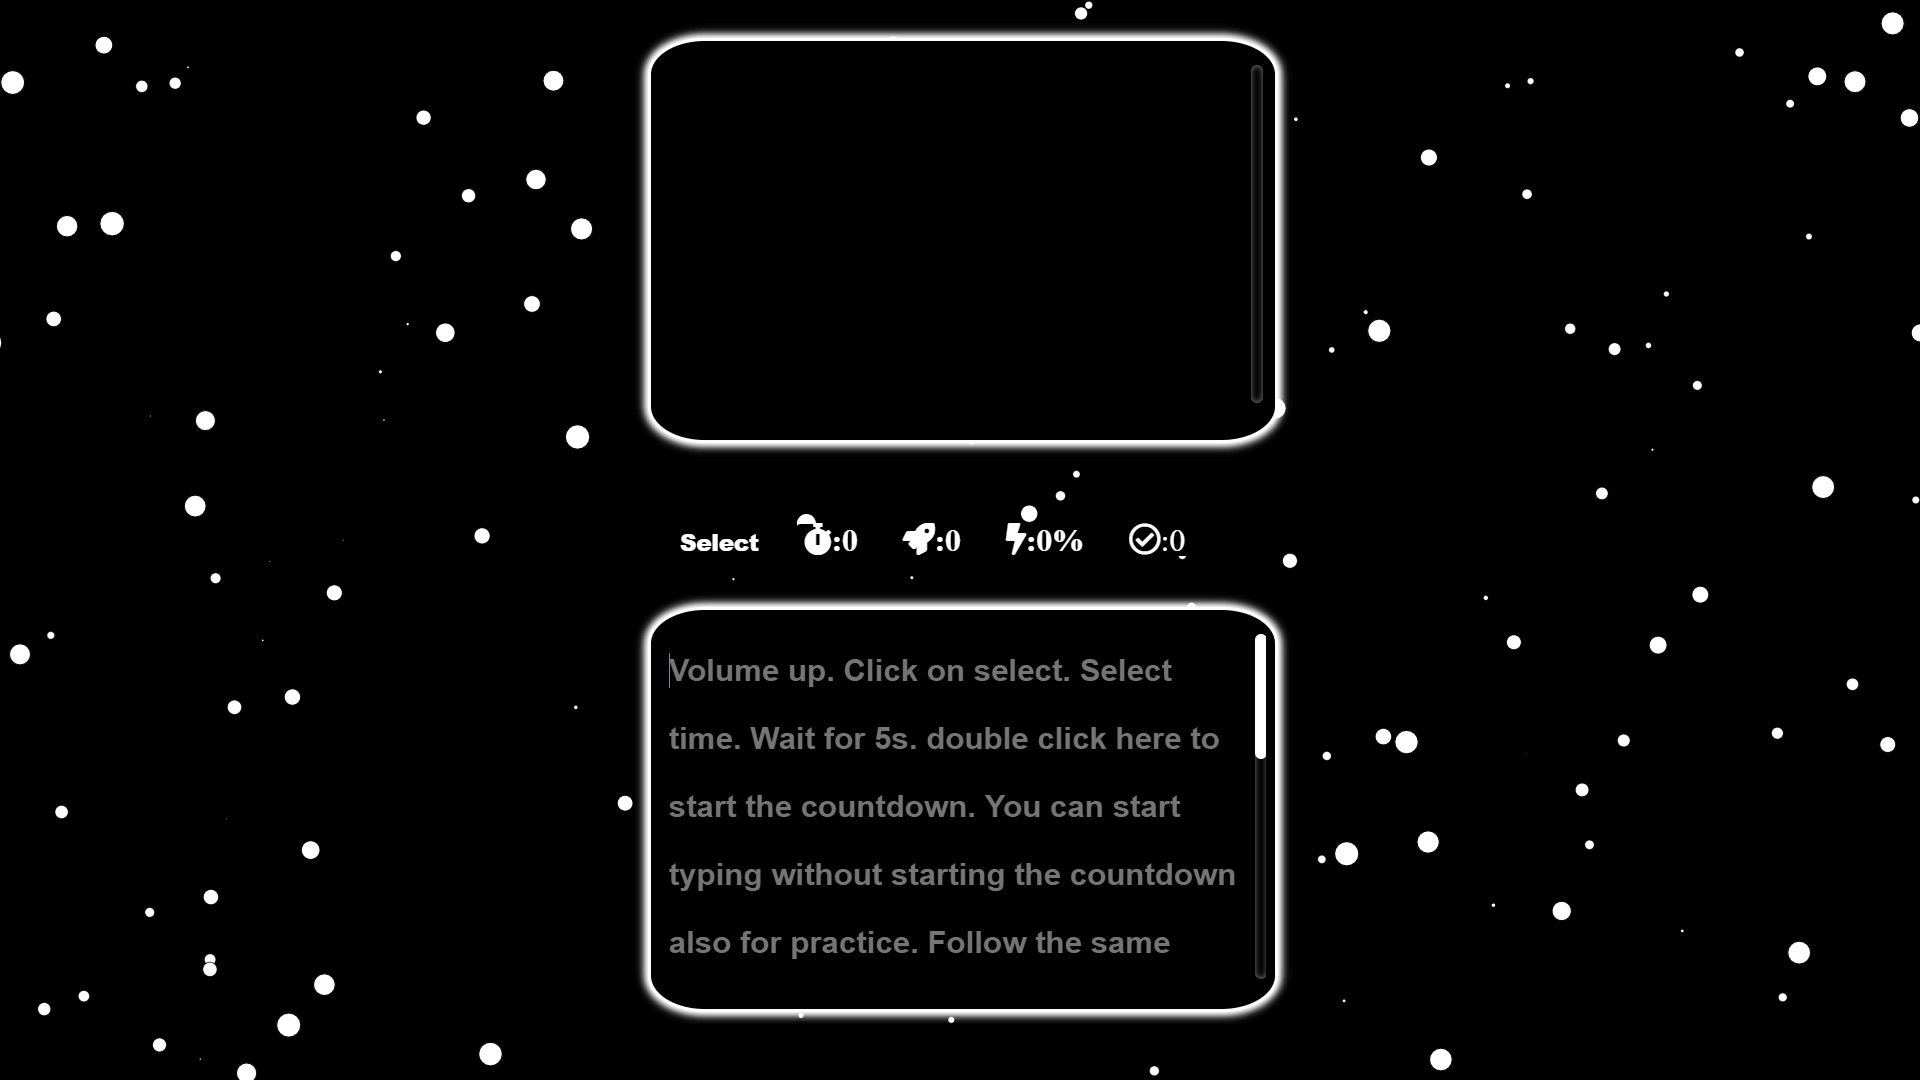 Select :0 :0 :0% :0
Volume up. Click on select. Select
time. Wait for 5s. double click here to
start the countdown. You can start
typing without starting the countdown
also for practice. Follow the same